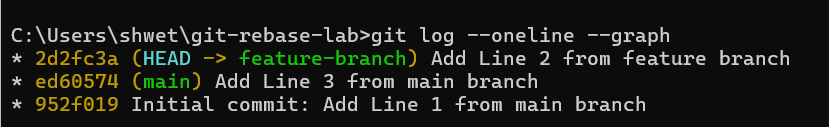 C:\Users\shwet\git-rebase-lab>git log --oneline --graph
* 2d2fc3a (HEAD -> feature-branch) Add Line 2 from feature branch
* ed60574 (main) Add Line 3 from main branch
* 952f019 Initial commit: Add Line 1 from main branch